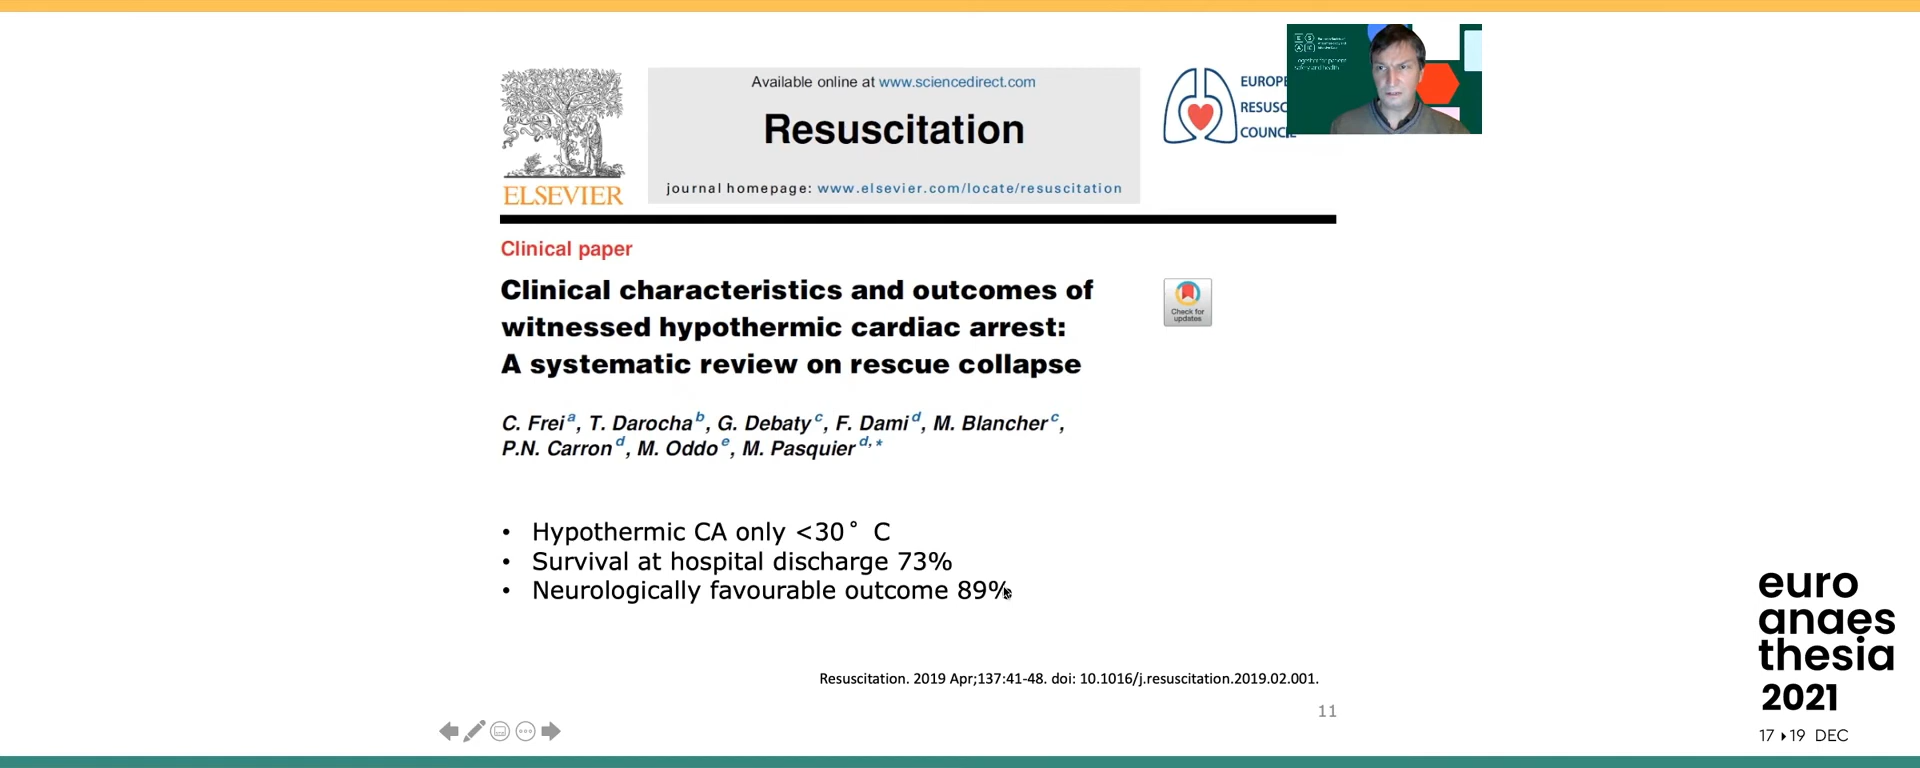 Available online at www.sciencedirect.com
Resuscitation
journal homepage: www.elsevier.com/locate/resuscitation
ELSEVIER
EUROPE
RESUSC
COUNCI
Clinical paper
Clinical characteristics and outcomes of
witnessed hypothermic cardiac arrest:
A systematic review on rescue collapse
Check for
updates
C. Frei a, T. Darocha b, G. Debaty c, F. Dami d, M. Blancher c,
P.N. Carron d, M. Oddo e, M. Pasquier d,*
• Hypothermic CA only <30° C
• Survival at hospital discharge 73%
• Neurologically favourable outcome 89%
Resuscitation. 2019 Apr;137:41-48. doi: 10.1016/j.resuscitation.2019.02.001.
11
euro
anaes
thesia
2021
17 ▸ 19 DEC